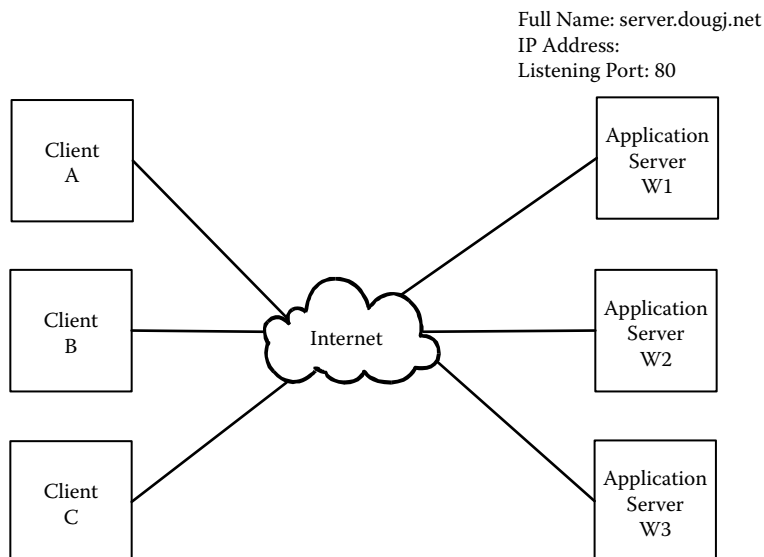 Full Name: server.dougj.net
IP Address:
Listening Port: 80
Client
A
Application
Server
W1
Client
B
Internet
Application
Server
W2
Client
C
Application
Server
W3